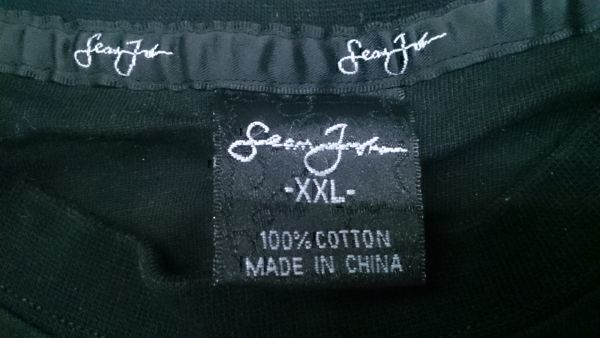 Sean John Sean John
Sean John
-XXL-
100% COTTON
MADE IN CHINA